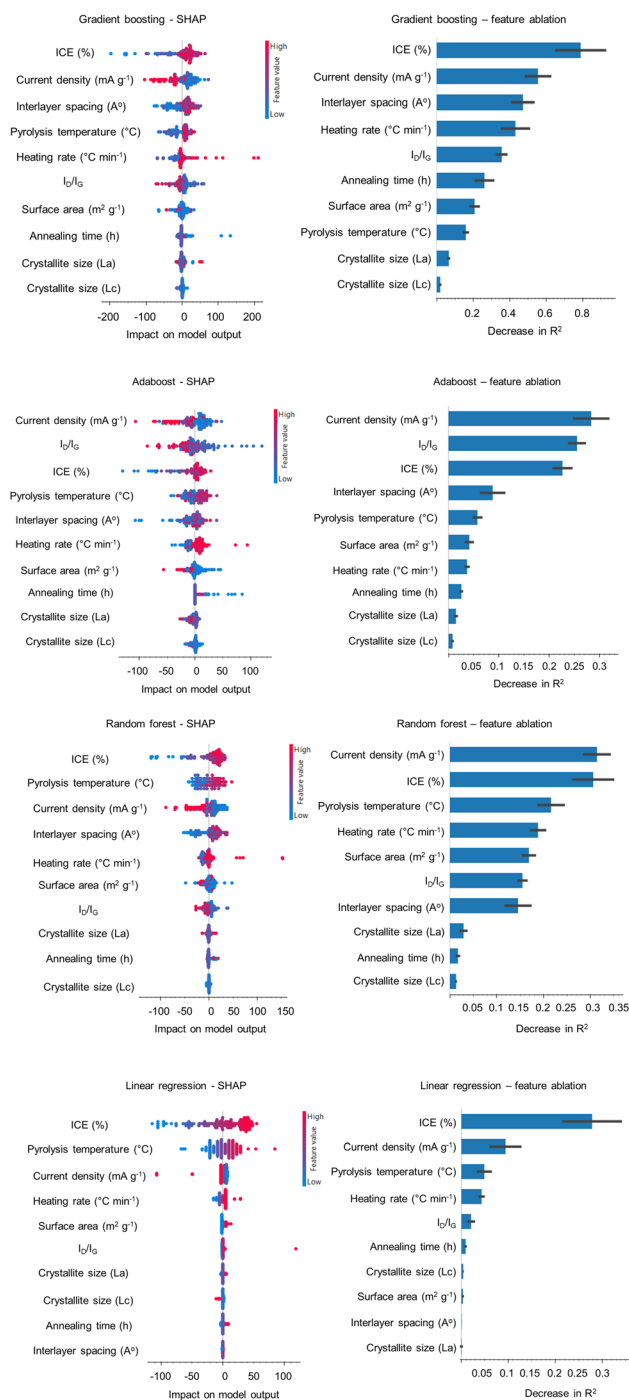 Gradient boosting - SHAP
ICE (%)
Current density (mA g⁻¹)
Interlayer spacing (Aº)
Pyrolysis temperature (°C)
Heating rate (°C min⁻¹)
I_D/I_G
Surface area (m² g⁻¹)
Annealing time (h)
Crystallite size (La)
Crystallite size (Lc)
High
Feature value
Low
-200 -100 0 100 200
Impact on model output
Gradient boosting – feature ablation
ICE (%)
Current density (mA g⁻¹)
Interlayer spacing (Aº)
Heating rate (°C min⁻¹)
I_D/I_G
Annealing time (h)
Surface area (m² g⁻¹)
Pyrolysis temperature (°C)
Crystallite size (La)
Crystallite size (Lc)
0.2 0.4 0.6 0.8
Decrease in R²
Adaboost - SHAP
Current density (mA g⁻¹)
I_D/I_G
ICE (%)
Pyrolysis temperature (°C)
Interlayer spacing (Aº)
Heating rate (°C min⁻¹)
Surface area (m² g⁻¹)
Annealing time (h)
Crystallite size (La)
Crystallite size (Lc)
High
Feature value
Low
-100 -50 0 50 100
Impact on model output
Adaboost – feature ablation
Current density (mA g⁻¹)
I_D/I_G
ICE (%)
Interlayer spacing (Aº)
Pyrolysis temperature (°C)
Surface area (m² g⁻¹)
Heating rate (°C min⁻¹)
Annealing time (h)
Crystallite size (La)
Crystallite size (Lc)
0.05 0.1 0.15 0.2 0.25 0.3
Decrease in R²
Random forest - SHAP
ICE (%)
Pyrolysis temperature (°C)
Current density (mA g⁻¹)
Interlayer spacing (Aº)
Heating rate (°C min⁻¹)
Surface area (m² g⁻¹)
I_D/I_G
Crystallite size (La)
Annealing time (h)
Crystallite size (Lc)
High
Feature value
Low
-100 -50 0 50 100 150
Impact on model output
Random forest – feature ablation
Current density (mA g⁻¹)
ICE (%)
Pyrolysis temperature (°C)
Heating rate (°C min⁻¹)
Surface area (m² g⁻¹)
I_D/I_G
Interlayer spacing (Aº)
Crystallite size (La)
Annealing time (h)
Crystallite size (Lc)
0.05 0.1 0.15 0.2 0.25 0.3 0.35
Decrease in R²
Linear regression - SHAP
ICE (%)
Pyrolysis temperature (°C)
Current density (mA g⁻¹)
Heating rate (°C min⁻¹)
Surface area (m² g⁻¹)
I_D/I_G
Crystallite size (La)
Crystallite size (Lc)
Annealing time (h)
Interlayer spacing (Aº)
High
Feature value
Low
-100 -50 0 50 100
Impact on model output
Linear regression – feature ablation
ICE (%)
Current density (mA g⁻¹)
Pyrolysis temperature (°C)
Heating rate (°C min⁻¹)
I_D/I_G
Annealing time (h)
Crystallite size (Lc)
Surface area (m² g⁻¹)
Interlayer spacing (Aº)
Crystallite size (La)
0.05 0.1 0.15 0.2 0.25 0.3
Decrease in R²